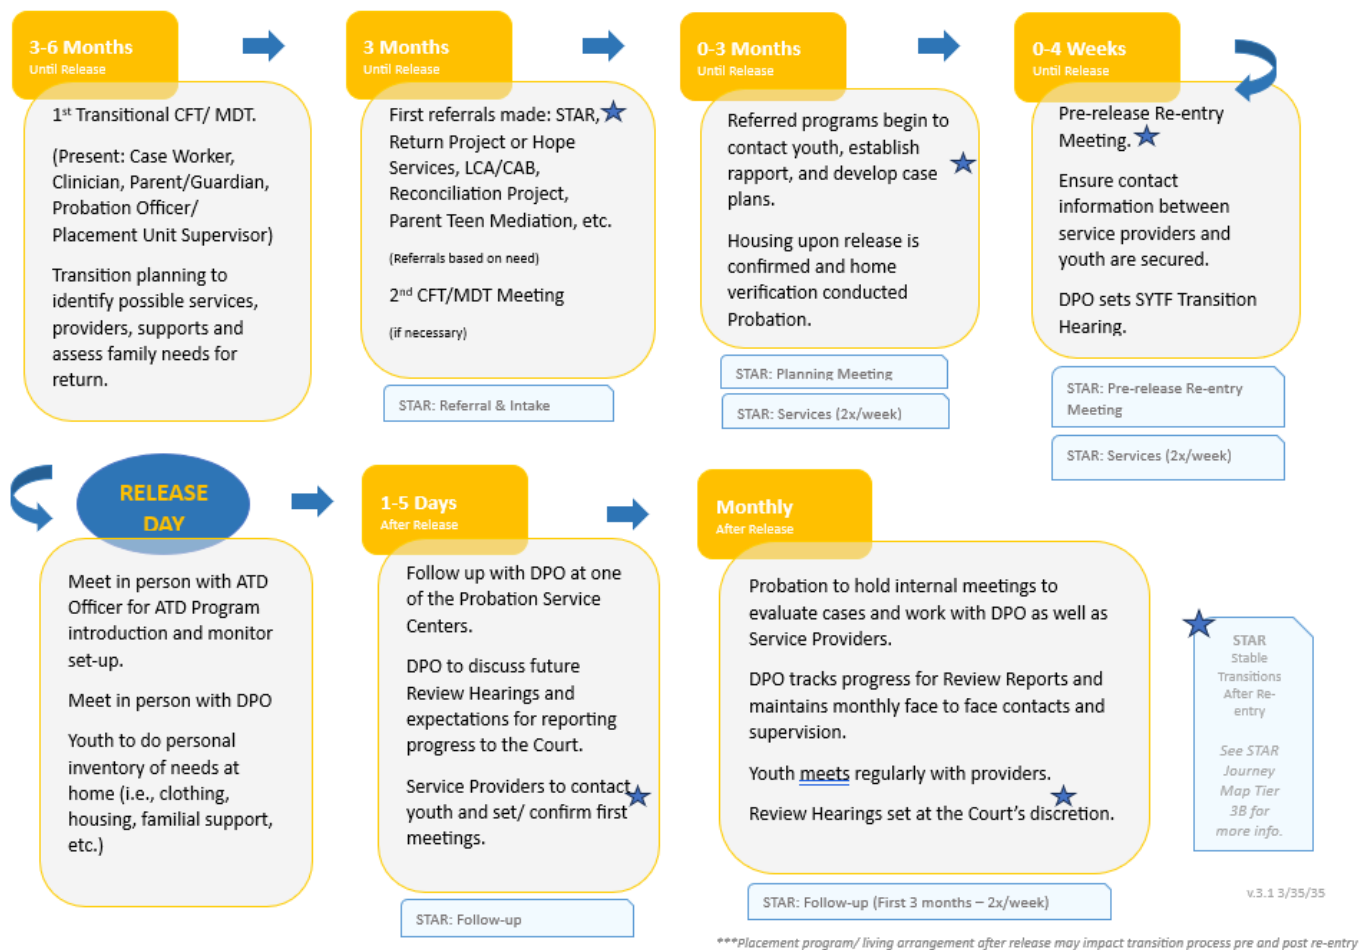 3-6 Months
Until Release
1st Transitional CFT/ MDT.
(Present: Case Worker,
Clinician, Parent/Guardian,
Probation Officer/
Placement Unit Supervisor)
Transition planning to
identify possible services,
providers, supports and
assess family needs for
return.
3 Months
Until Release
First referrals made: STAR,
Return Project or Hope
Services, LCA/CAB,
Reconciliation Project,
Parent Teen Mediation, etc.
(Referrals based on need)
2nd CFT/MDT Meeting
(if necessary)
STAR: Referral & Intake
0-3 Months
Until Release
Referred programs begin to
contact youth, establish
rapport, and develop case
plans.
Housing upon release is
confirmed and home
verification conducted
Probation.
STAR: Planning Meeting
STAR: Services (2x/week)
0-4 Weeks
Until Release
Pre-release Re-entry
Meeting.
Ensure contact
information between
service providers and
youth are secured.
DPO sets SYTF Transition
Hearing.
STAR: Pre-release Re-entry
Meeting
STAR: Services (2x/week)
RELEASE
DAY
Meet in person with ATD
Officer for ATD Program
introduction and monitor
set-up.
Meet in person with DPO
Youth to do personal
inventory of needs at
home (i.e., clothing,
housing, familial support,
etc.)
1-5 Days
After Release
Follow up with DPO at one
of the Probation Service
Centers.
DPO to discuss future
Review Hearings and
expectations for reporting
progress to the Court.
Service Providers to contact
youth and set/ confirm first
meetings.
STAR: Follow-up
Monthly
After Release
Probation to hold internal meetings to
evaluate cases and work with DPO as well as
Service Providers.
DPO tracks progress for Review Reports and
maintains monthly face to face contacts and
supervision.
Youth meets regularly with providers.
Review Hearings set at the Court's discretion.
STAR: Follow-up (First 3 months – 2x/week)
STAR
Stable
Transitions
After Re-
entry
See STAR
Journey
Map Tier
3B for
more info.
v.3.1 3/35/35
***Placement program/ living arrangement after release may impact transition process pre and post re-entry